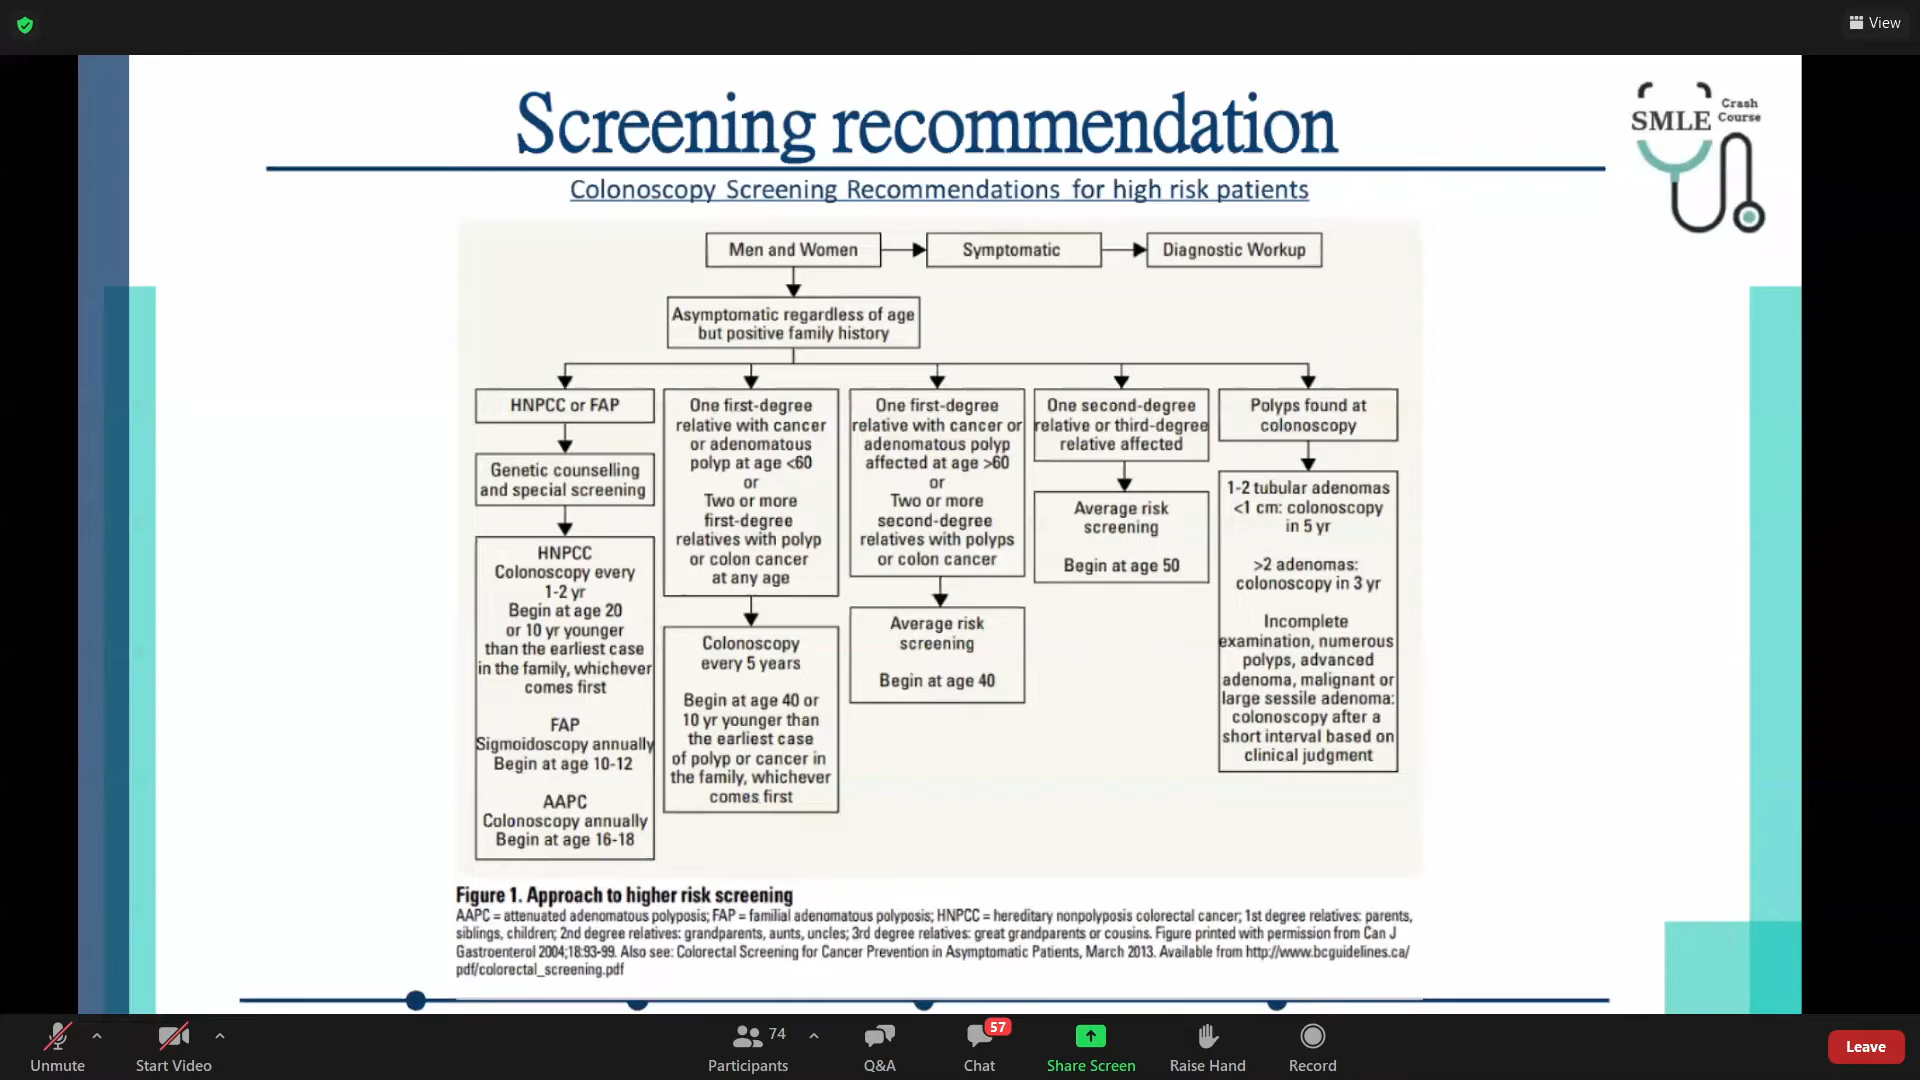 View
Screening recommendation
SMLE Crash
Course
Colonoscopy Screening Recommendations for high risk patients
Men and Women
Symptomatic
Diagnostic Workup
Asymptomatic regardless of age
but positive family history
HNPCC or FAP
Genetic counselling
and special screening
HNPCC
Colonoscopy every
1-2 yr
Begin at age 20
or 10 yr younger
than the earliest case
in the family, whichever
comes first
FAP
Sigmoidoscopy annually
Begin at age 10-12
AAPC
Colonoscopy annually
Begin at age 16-18
One first-degree
relative with cancer
or adenomatous
polyp at age <60
or
Two or more
first-degree
relatives with polyp
or colon cancer
at any age
Colonoscopy
every 5 years
Begin at age 40 or
10 yr younger than
the earliest case
of polyp or cancer in
the family, whichever
comes first
One first-degree
relative with cancer or
adenomatous polyp
affected at age >60
or
Two or more
second-degree
relatives with polyps
or colon cancer
Average risk
screening
Begin at age 40
One second-degree
relative or third-degree
relative affected
Average risk
screening
Begin at age 50
Polyps found at
colonoscopy
1-2 tubular adenomas
<1 cm: colonoscopy
in 5 yr
>2 adenomas:
colonoscopy in 3 yr
Incomplete
examination, numerous
polyps, advanced
adenoma, malignant or
large sessile adenoma:
colonoscopy after a
short interval based on
clinical judgment
Figure 1. Approach to higher risk screening
AAPC = attenuated adenomatous polyposis; FAP = familial adenomatous polyposis; HNPCC = hereditary nonpolyposis colorectal cancer; 1st degree relatives: parents,
siblings, children; 2nd degree relatives: grandparents, aunts, uncles; 3rd degree relatives: great grandparents or cousins. Figure printed with permission from Can J
Gastroenterol 2004;18:93-99. Also see: Colorectal Screening for Cancer Prevention in Asymptomatic Patients, March 2013. Available from http://www.bcguidelines.ca/
pdf/colorectal_screening.pdf
Unmute
Start Video
74
Participants
Q&A
57
Chat
Share Screen
Raise Hand
Record
Leave